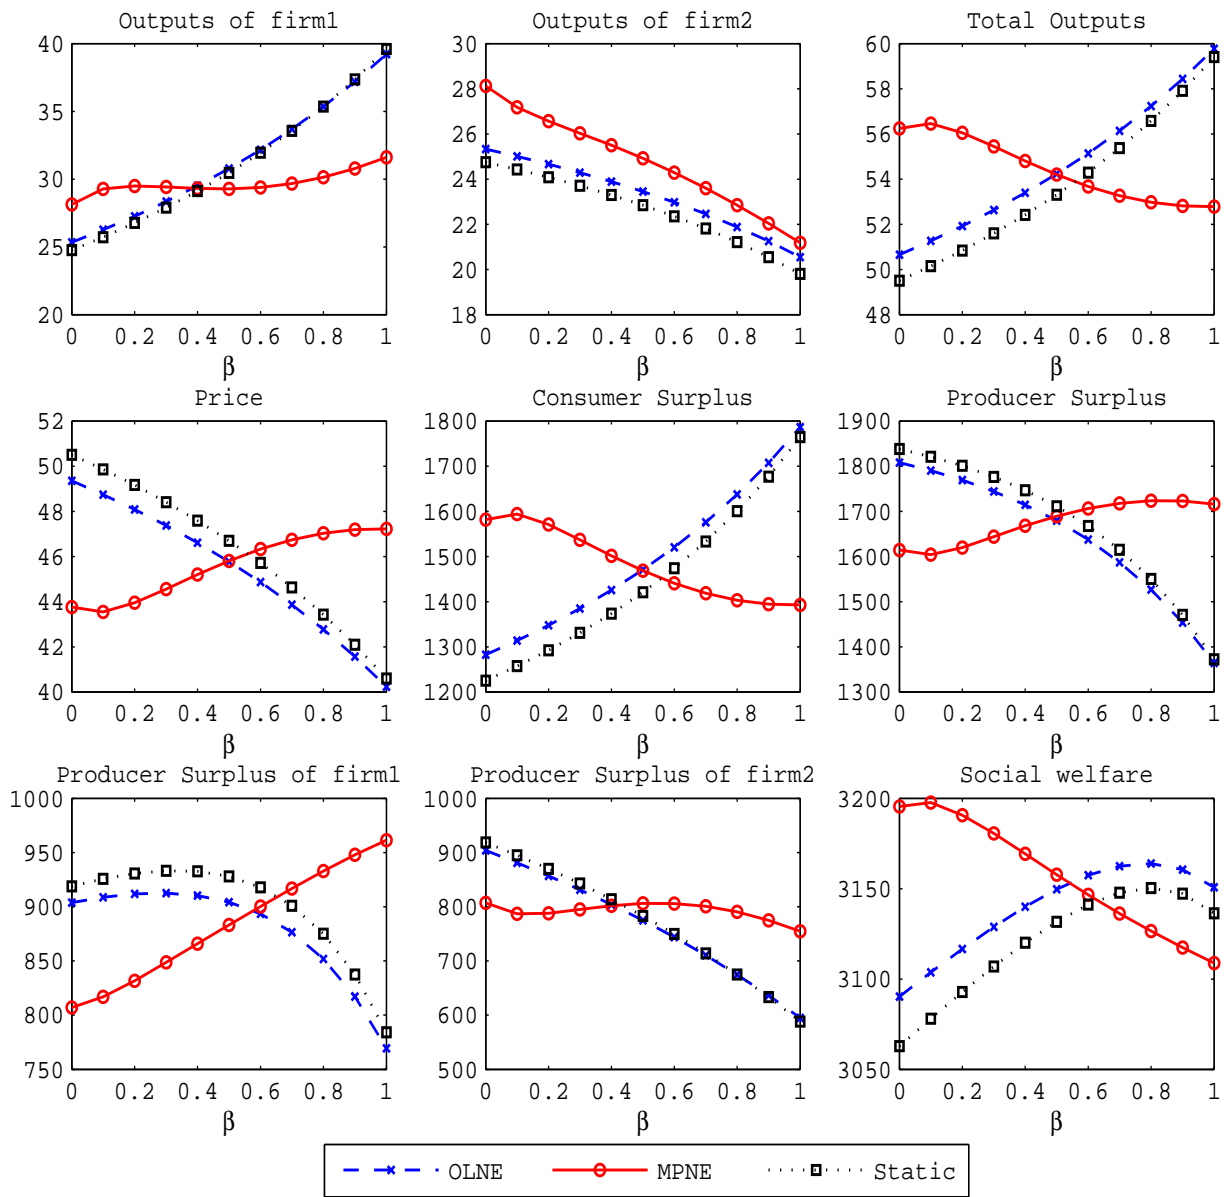 Outputs of firm1 Outputs of firm2 Total Outputs
40 30 60
35 28 58
30 26 56
25 24 54
20 22 52
20 50
18 48
0 0.2 0.4 0.6 0.8 1 0 0.2 0.4 0.6 0.8 1 0 0.2 0.4 0.6 0.8 1
β β β
Price Consumer Surplus Producer Surplus
52 1800 1900
50 1700 1800
48 1600 1700
46 1500 1600
44 1400 1500
42 1300 1400
40 1200 1300
0 0.2 0.4 0.6 0.8 1 0 0.2 0.4 0.6 0.8 1 0 0.2 0.4 0.6 0.8 1
β β β
Producer Surplus of firm1 Producer Surplus of firm2 Social welfare
1000 1000 3200
950 900 3150
900 800 3100
850 700 3050
800 600
750 500
0 0.2 0.4 0.6 0.8 1 0 0.2 0.4 0.6 0.8 1 0 0.2 0.4 0.6 0.8 1
β β β
OLNE MPNE Static